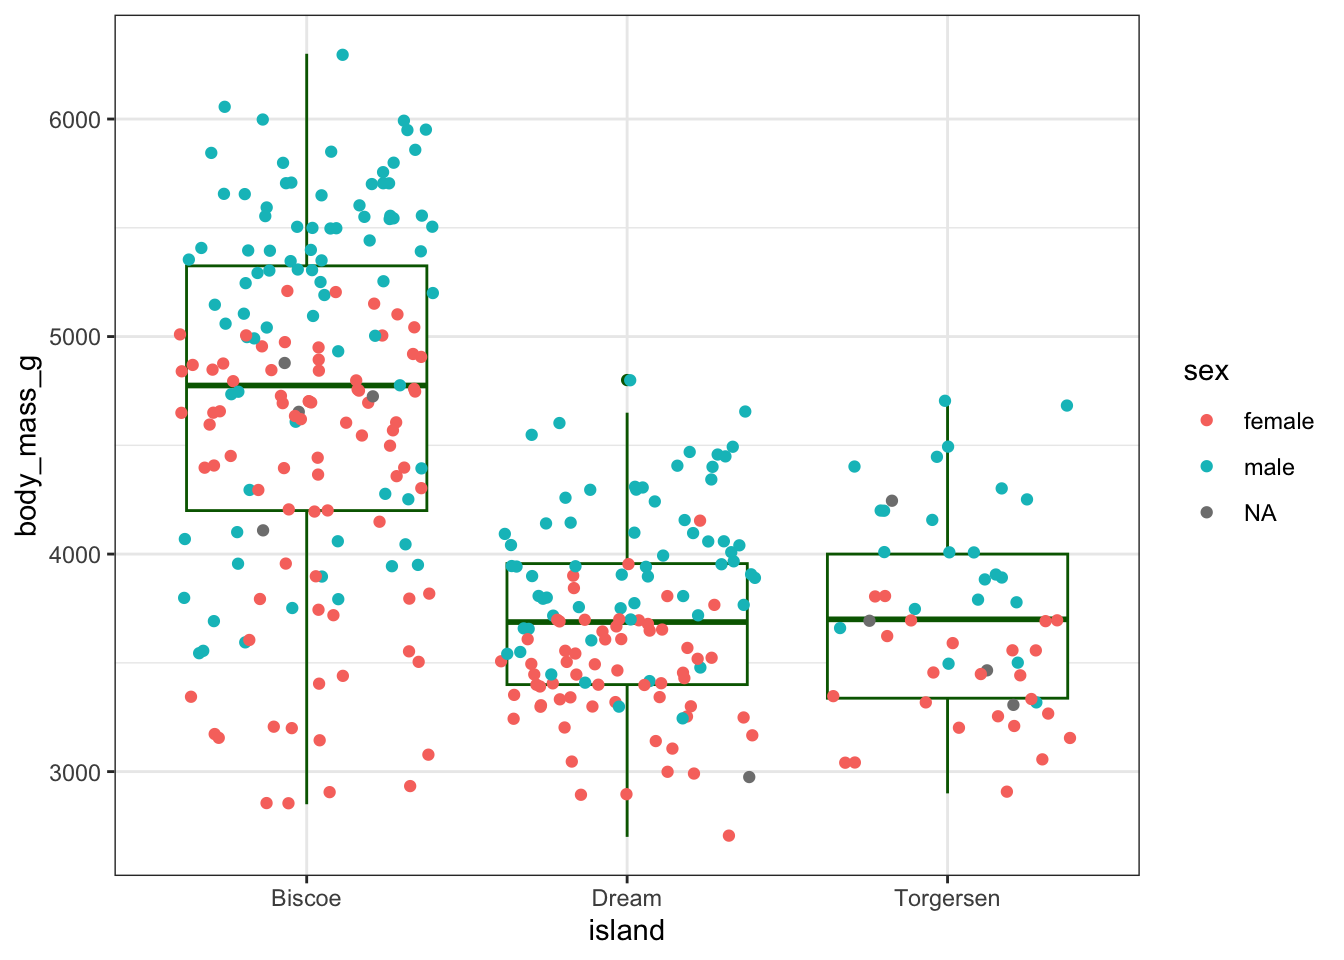 6000
5000
4000
3000
body_mass_g
Biscoe
Dream
Torgersen
island
sex
female
male
NA